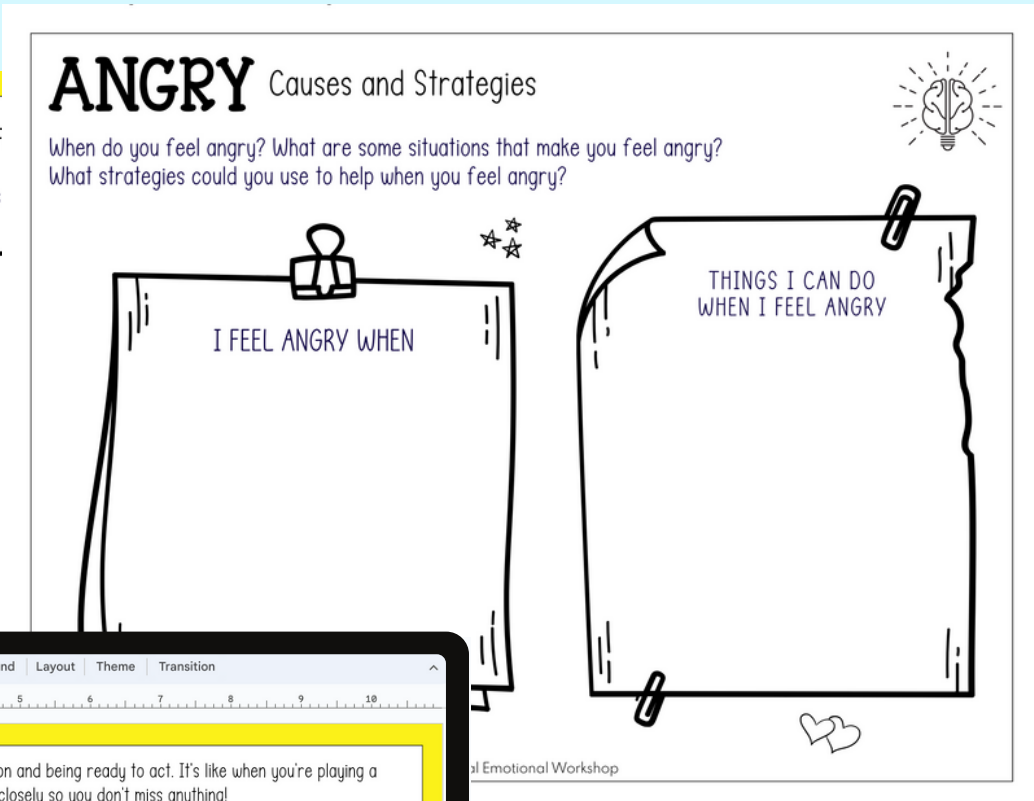 ANGRY Causes and Strategies
When do you feel angry? What are some situations that make you feel angry?
What strategies could you use to help when you feel angry?
I FEEL ANGRY WHEN
THINGS I CAN DO
WHEN I FEEL ANGRY
Layout Theme Transition
5 6 7 8 9 10
on and being ready to act. It's like when you're playing a
closely so you don't miss anything!
Emotional Workshop